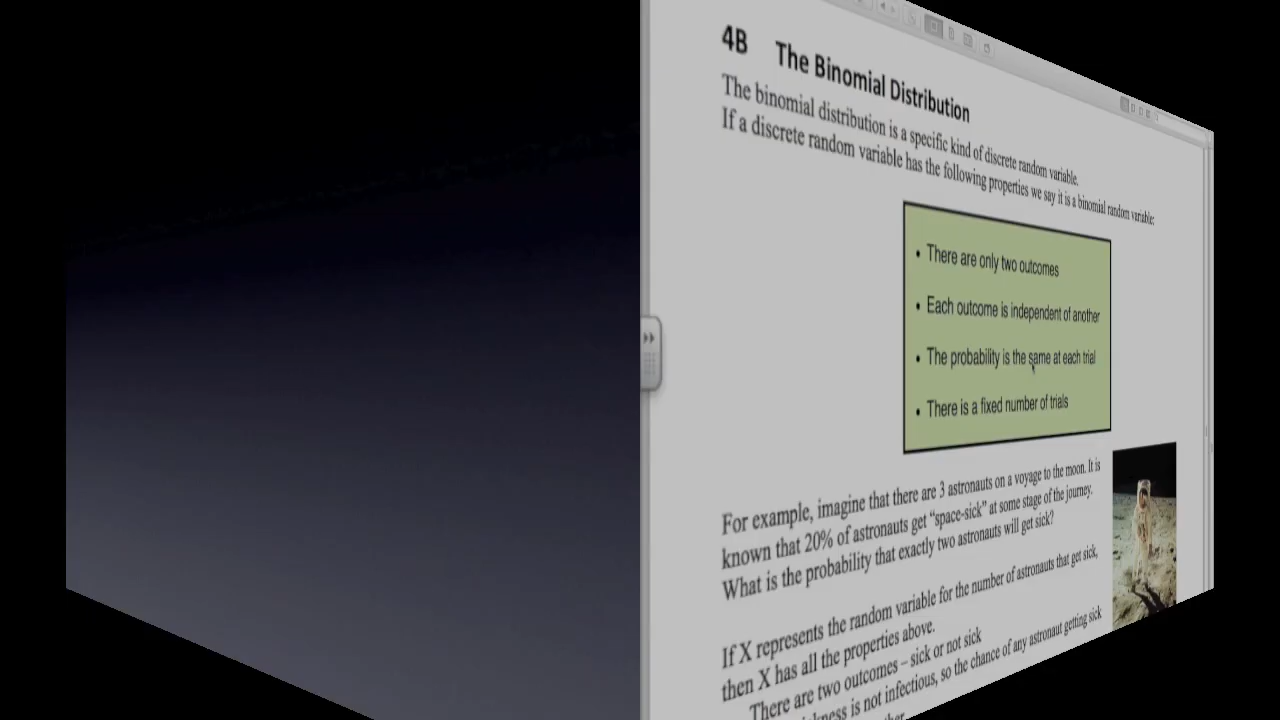 4B The Binomial Distribution
The binomial distribution is a specific kind of discrete random variable.
If a discrete random variable has the following properties we say it is a binomial random variable:
• There are only two outcomes
• Each outcome is independent of another
• The probability is the same at each trial
• There is a fixed number of trials
For example, imagine that there are 3 astronauts on a voyage to the moon. It is
known that 20% of astronauts get “space-sick” at some stage of the journey.
What is the probability that exactly two astronauts will get sick?
If X represents the random variable for the number of astronauts that get sick,
then X has all the properties above.
There are two outcomes – sick or not sick
is not infectious, so the chance of any astronaut getting sick